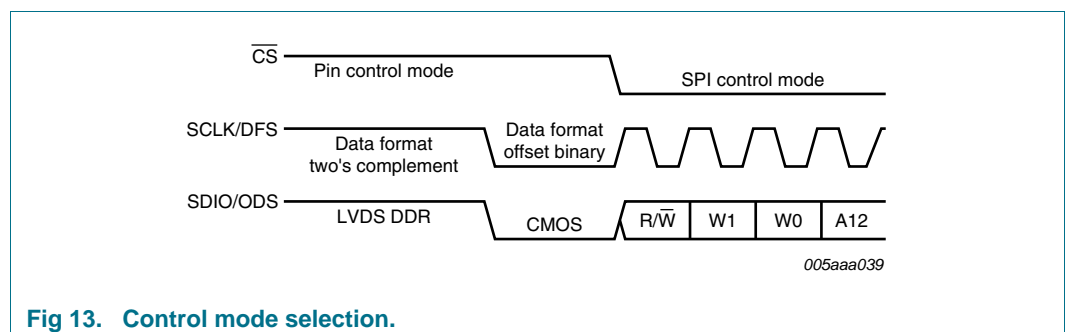 CS
Pin control mode
SPI control mode
SCLK/DFS
Data format
two's complement
Data format
offset binary
SDIO/ODS
LVDS DDR
CMOS
R/W
W1
W0
A12
005aaa039
Fig 13. Control mode selection.